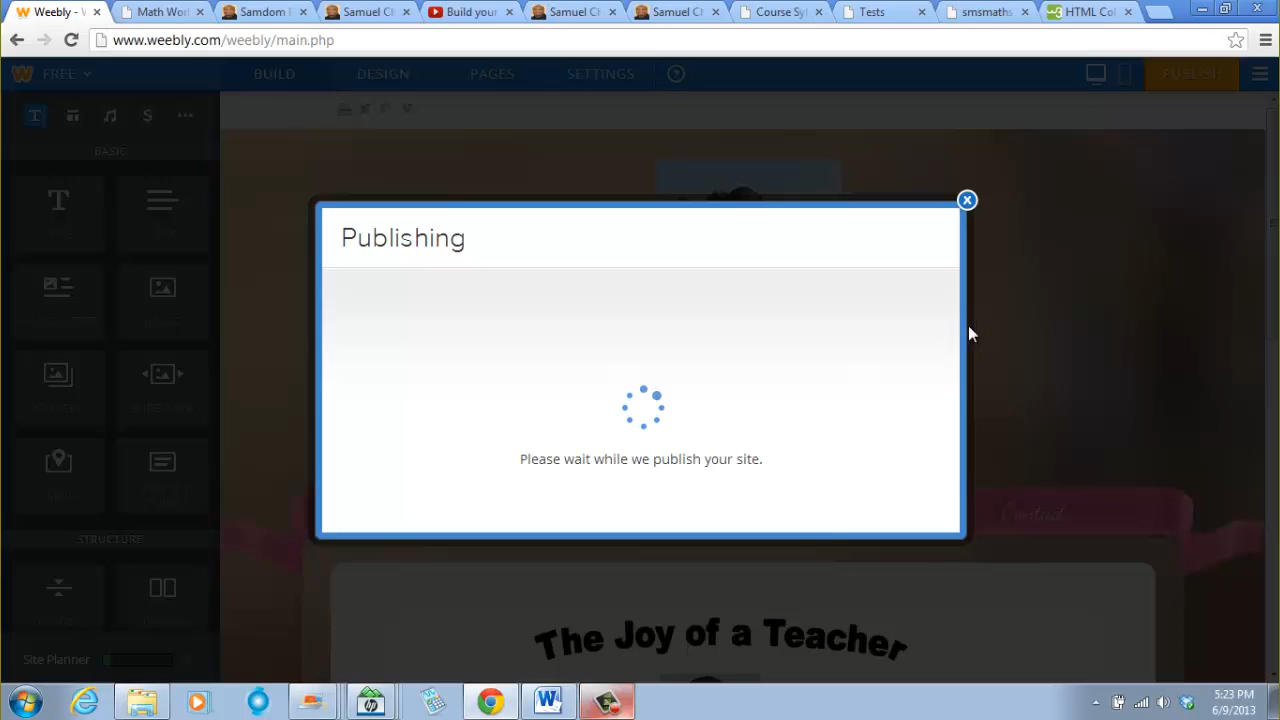 Weebly - W
Math Wor
Samdom
Samuel Ch
Build your
Samuel Ch
Samuel Ch
Course Sy
Tests
smsmaths
HTML Co
www.weebly.com/weebly/main.php
FREE
BUILD
DESIGN
PAGES
SETTINGS
PUBLISH
BASIC
Publishing
Please wait while we publish your site.
Contact
STRUCTURE
The Joy of a Teacher
Site Planner
5:23 PM
6/9/2013